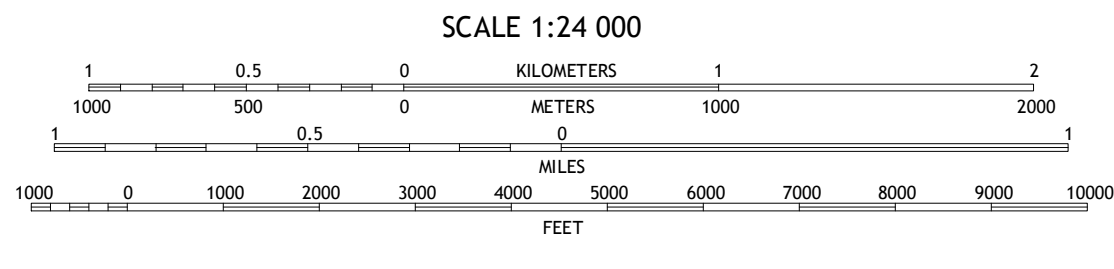 SCALE 1:24 000
1 0.5 0 KILOMETERS 1 2
1000 500 0 METERS 1000 2000
1 0.5 0 1
MILES
1000 0 1000 2000 3000 4000 5000 6000 7000 8000 9000 10000
FEET